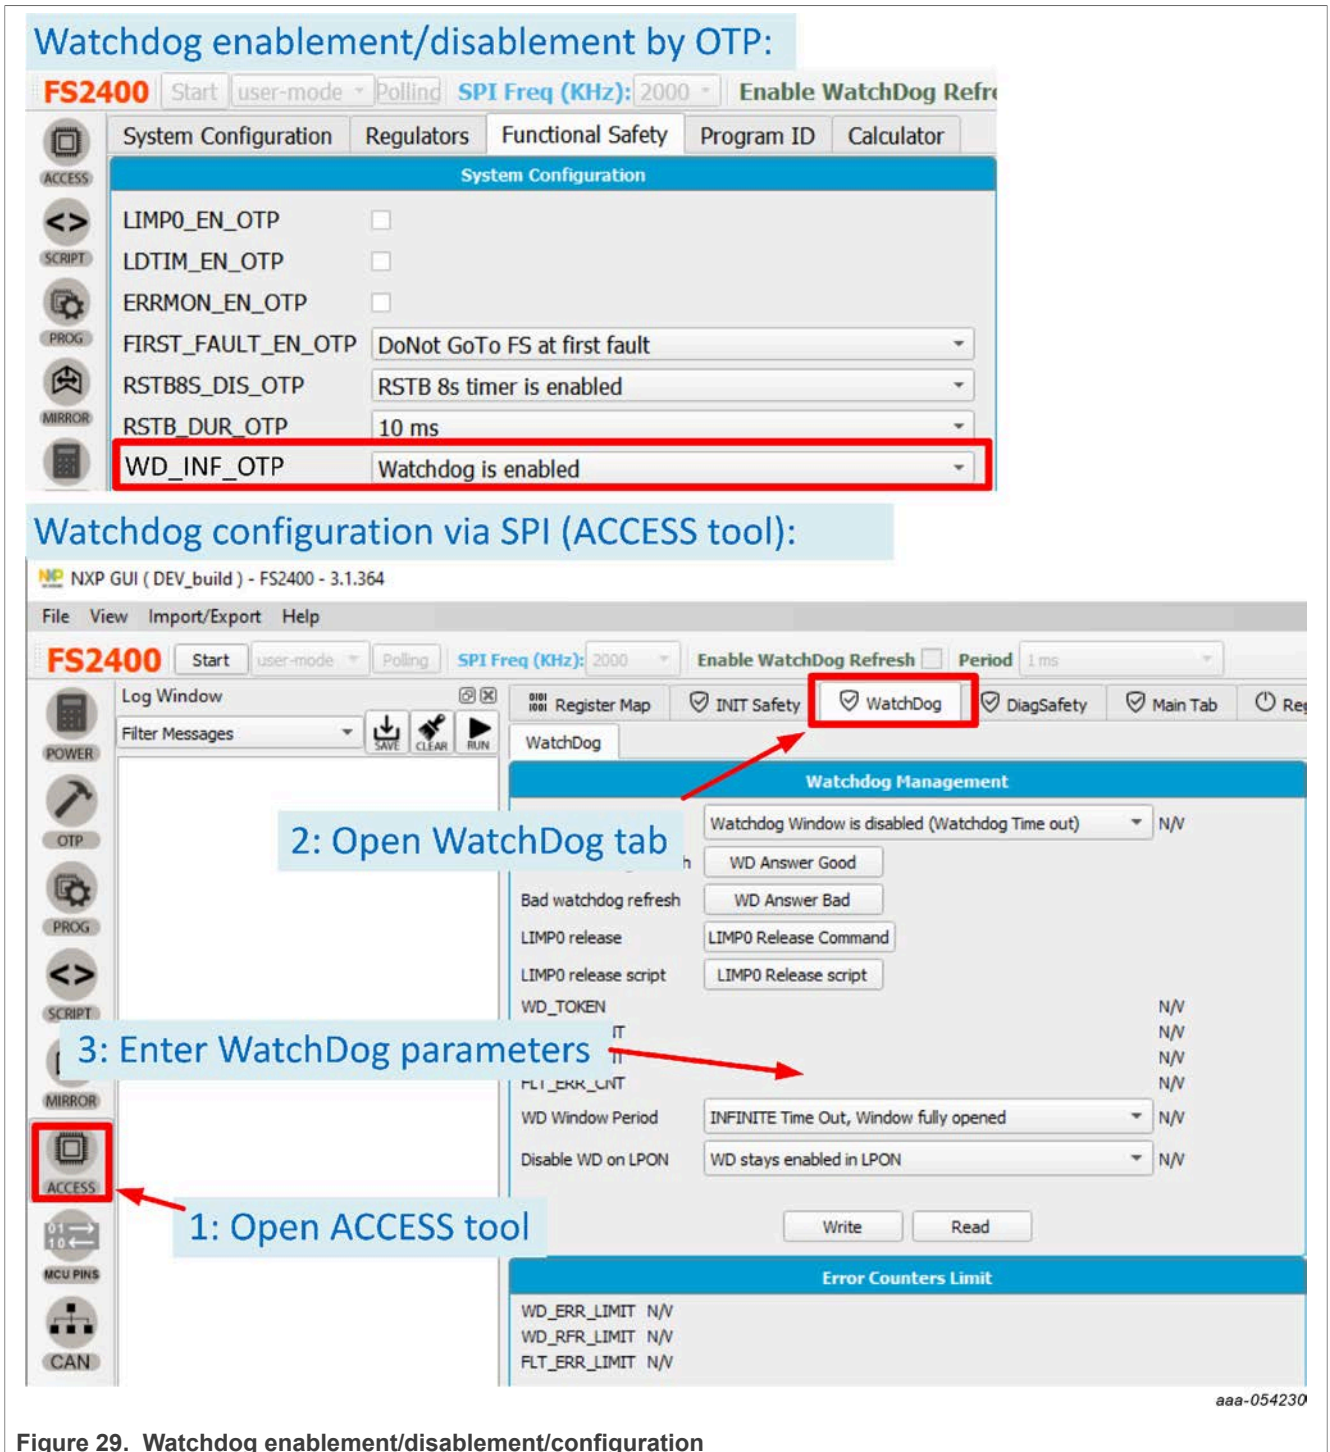 Watchdog enablement/disablement by OTP:
FS2400 Start user-mode Polling SPI Freq (KHz): 2000 Enable WatchDog Refre
System Configuration Regulators Functional Safety Program ID Calculator
ACCESS
System Configuration
LIMP0_EN_OTP
SCRIPT
LDTIM_EN_OTP
ERRMON_EN_OTP
PROG
FIRST_FAULT_EN_OTP DoNot GoTo FS at first fault
RSTB8S_DIS_OTP RSTB 8s timer is enabled
MIRROR
RSTB_DUR_OTP 10 ms
WD_INF_OTP Watchdog is enabled
Watchdog configuration via SPI (ACCESS tool):
NXP GUI ( DEV_build ) - FS2400 - 3.1.364
File View Import/Export Help
FS2400 Start user-mode Polling SPI Freq (KHz): 2000 Enable WatchDog Refresh Period 1 ms
Log Window
Register Map INIT Safety WatchDog DiagSafety Main Tab Reg
Filter Messages SAVE CLEAR RUN
WatchDog
POWER
Watchdog Management
Watchdog Window is disabled (Watchdog Time out) N/V
2: Open WatchDog tab
OTP
h WD Answer Good
Bad watchdog refresh WD Answer Bad
PROG
LIMP0 release LIMP0 Release Command
LIMP0 release script LIMP0 Release script
SCRIPT
WD_TOKEN N/V
N/V
3: Enter WatchDog parameters
N/V
FLT_ERR_CNT N/V
MIRROR
WD Window Period INFINITE Time Out, Window fully opened N/V
Disable WD on LPON WD stays enabled in LPON N/V
ACCESS
1: Open ACCESS tool
Write Read
MCU PINS
Error Counters Limit
WD_ERR_LIMIT N/V
WD_RFR_LIMIT N/V
CAN
FLT_ERR_LIMIT N/V
aaa-054230
Figure 29. Watchdog enablement/disablement/configuration